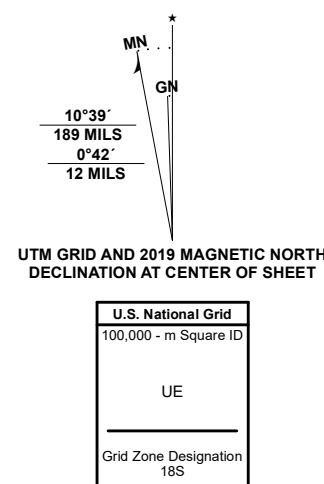 ★
MN
GN
10°39´
189 MILS
0°42´
12 MILS
UTM GRID AND 2019 MAGNETIC NORTH
DECLINATION AT CENTER OF SHEET
U.S. National Grid
100,000 - m Square ID
UE
Grid Zone Designation
18S